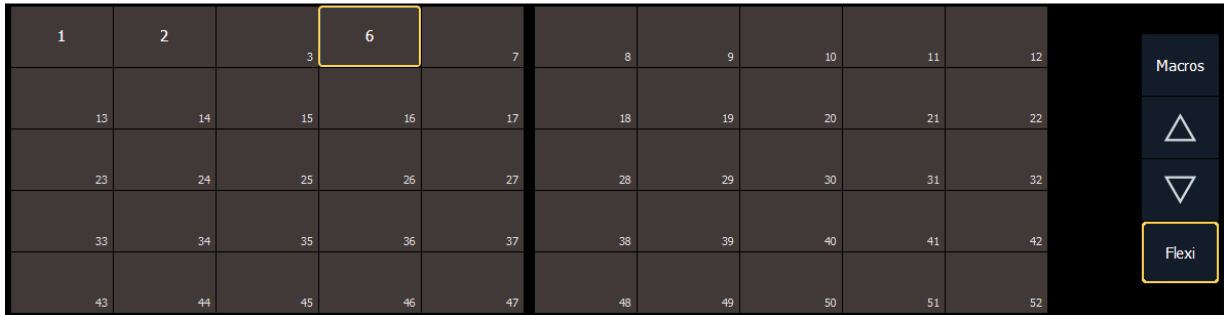 1 2 3 6 7 8 9 10 11 12
Macros
13 14 15 16 17 18 19 20 21 22
23 24 25 26 27 28 29 30 31 32
33 34 35 36 37 38 39 40 41 42
Flexi
43 44 45 46 47 48 49 50 51 52